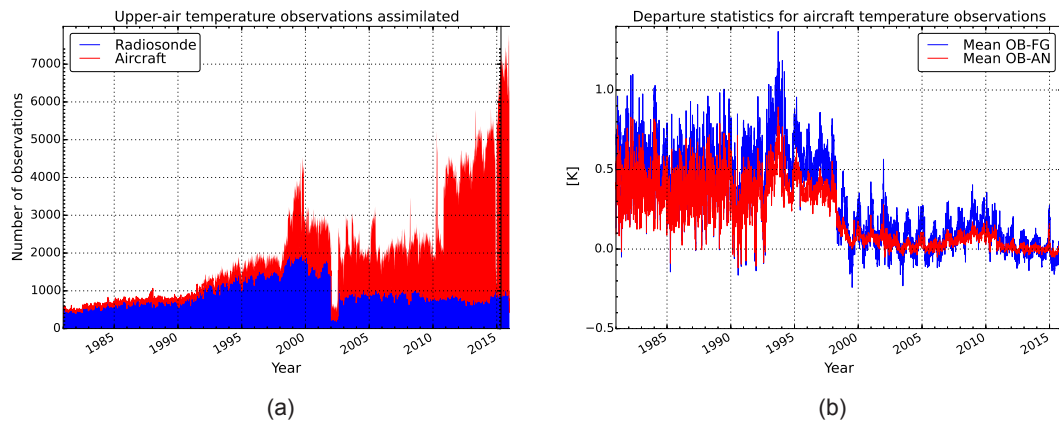 Upper-air temperature observations assimilated
Radiosonde
Aircraft
Number of observations
7000
6000
5000
4000
3000
2000
1000
0
1985
1990
1995
2000
2005
2010
2015
Year
(a)
Departure statistics for aircraft temperature observations
Mean OB-FG
Mean OB-AN
[K]
1.0
0.5
0.0
−0.5
1985
1990
1995
2000
2005
2010
2015
Year
(b)